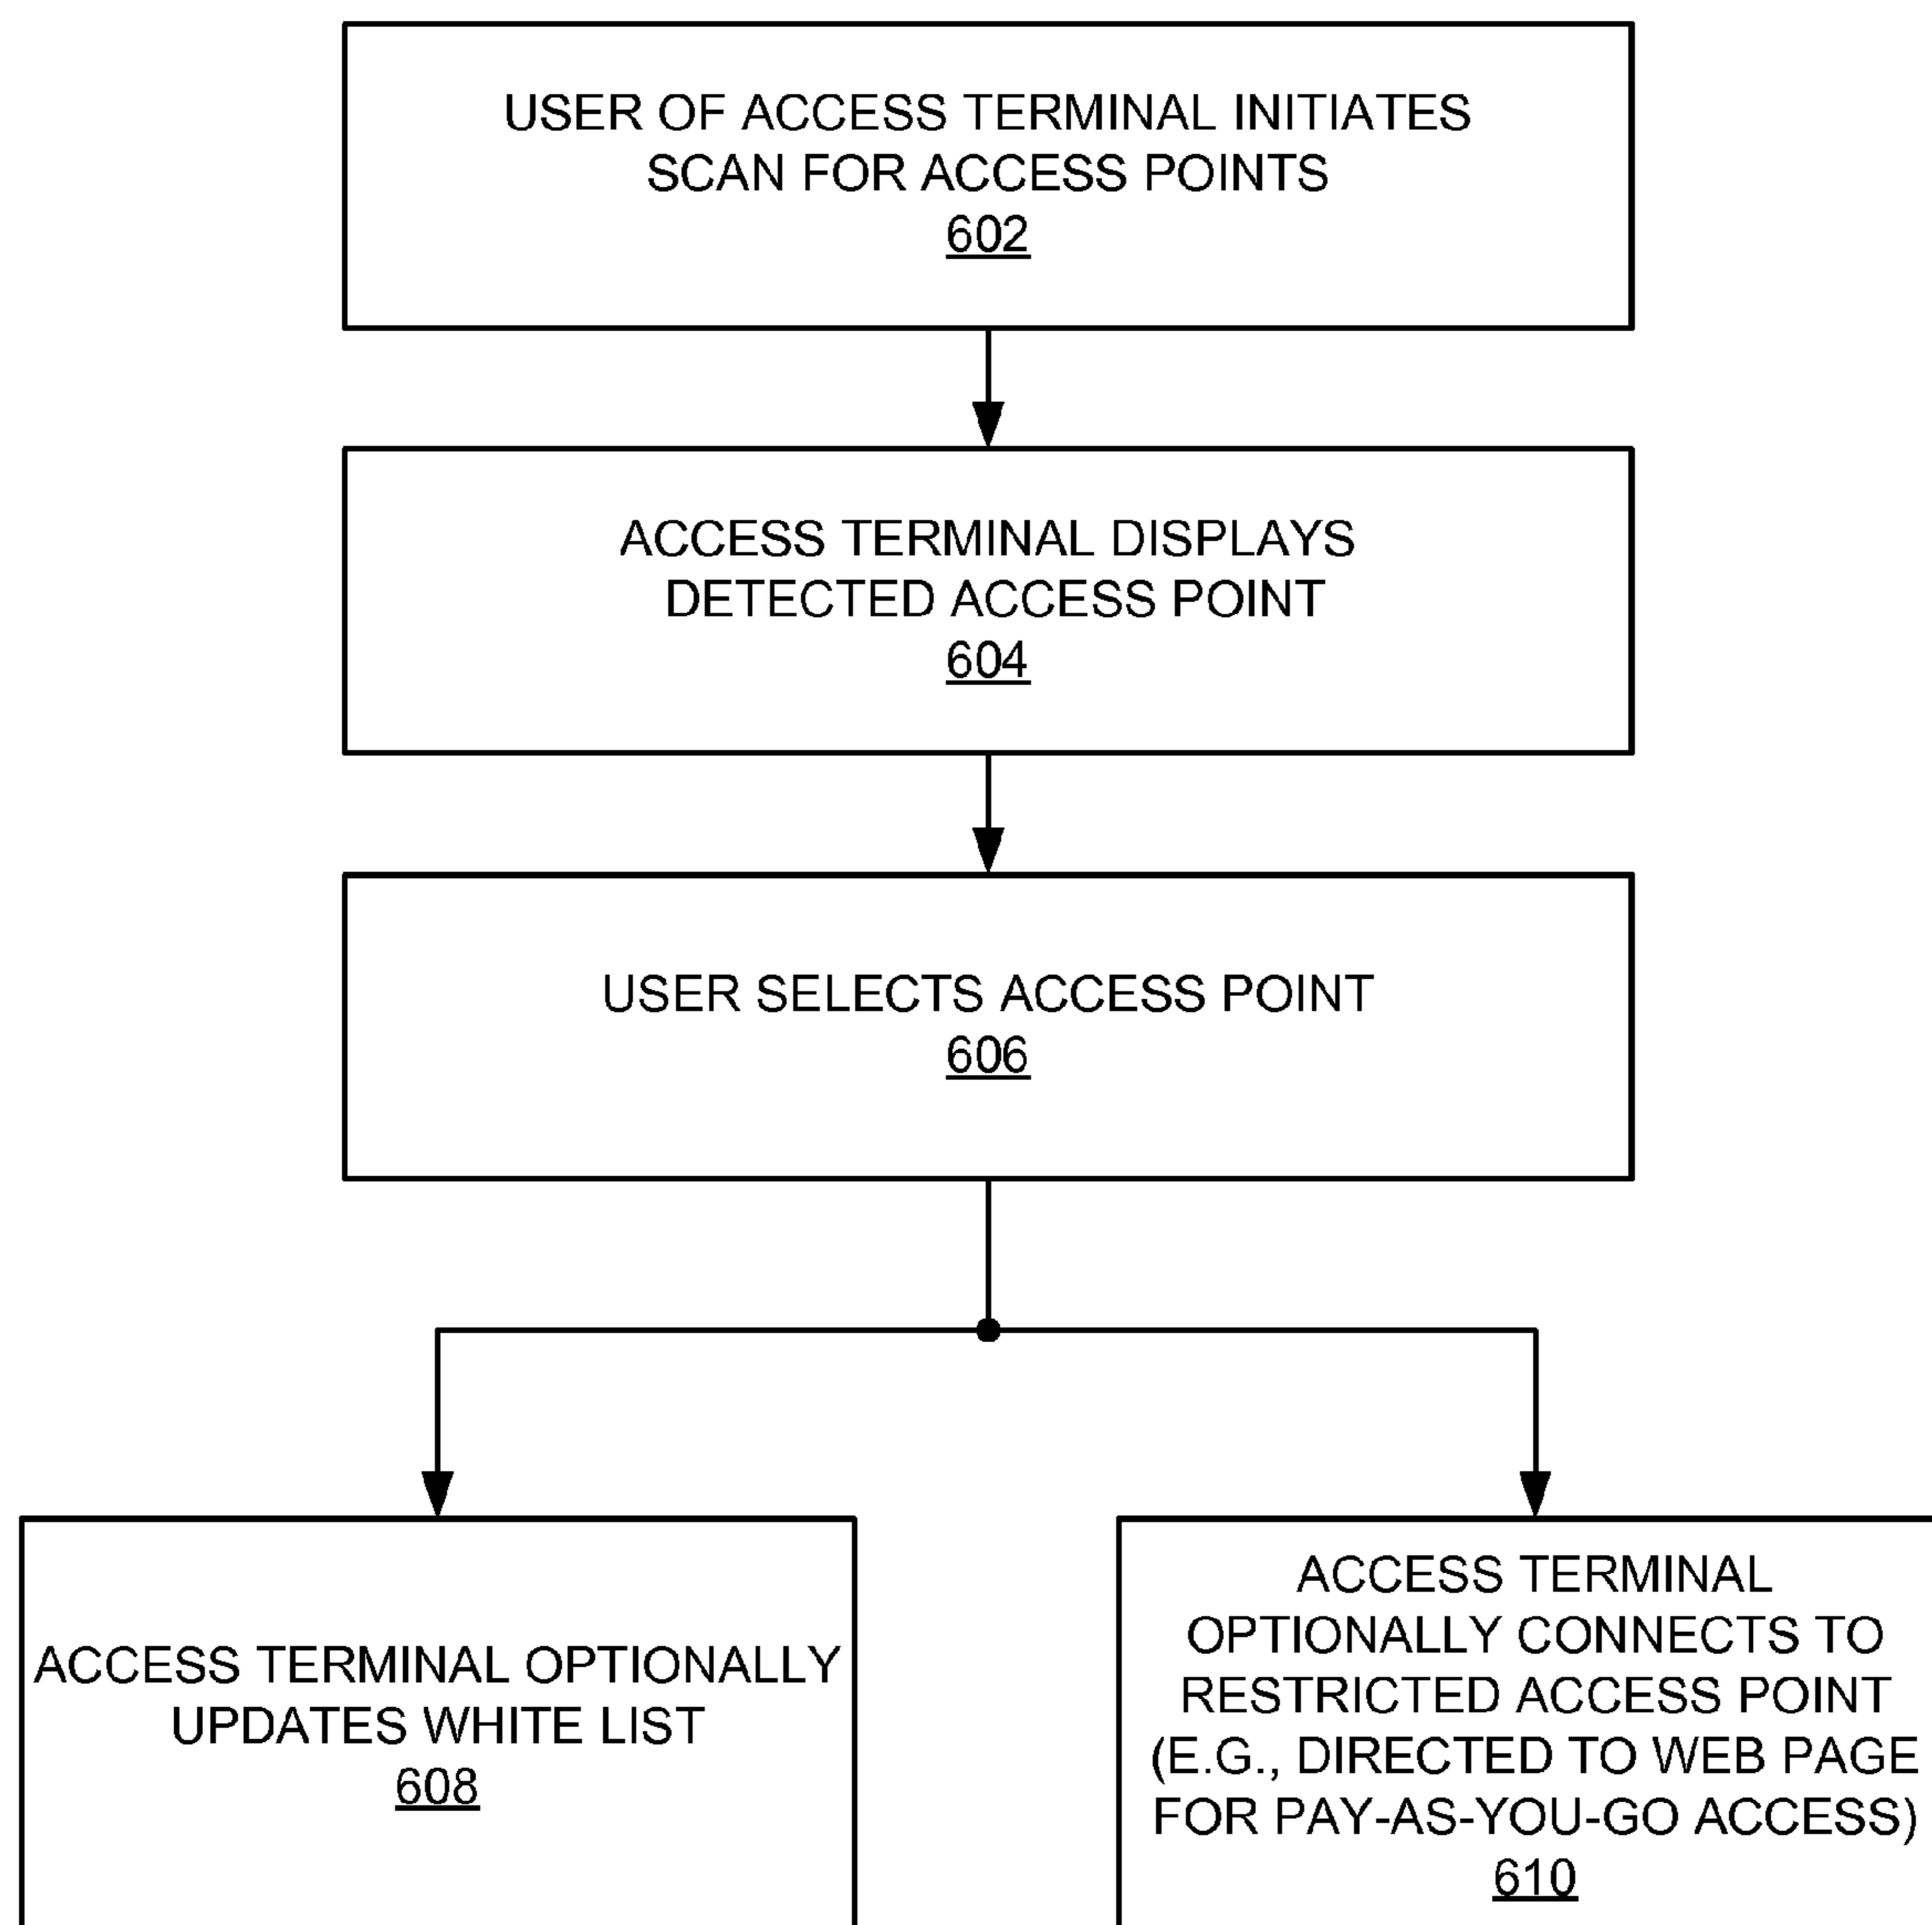 USER OF ACCESS TERMINAL INITIATES
SCAN FOR ACCESS POINTS
602
ACCESS TERMINAL DISPLAYS
DETECTED ACCESS POINT
604
USER SELECTS ACCESS POINT
606
ACCESS TERMINAL OPTIONALLY
UPDATES WHITE LIST
608
ACCESS TERMINAL
OPTIONALLY CONNECTS TO
RESTRICTED ACCESS POINT
(E.G., DIRECTED TO WEB PAGE
FOR PAY-AS-YOU-GO ACCESS)
610